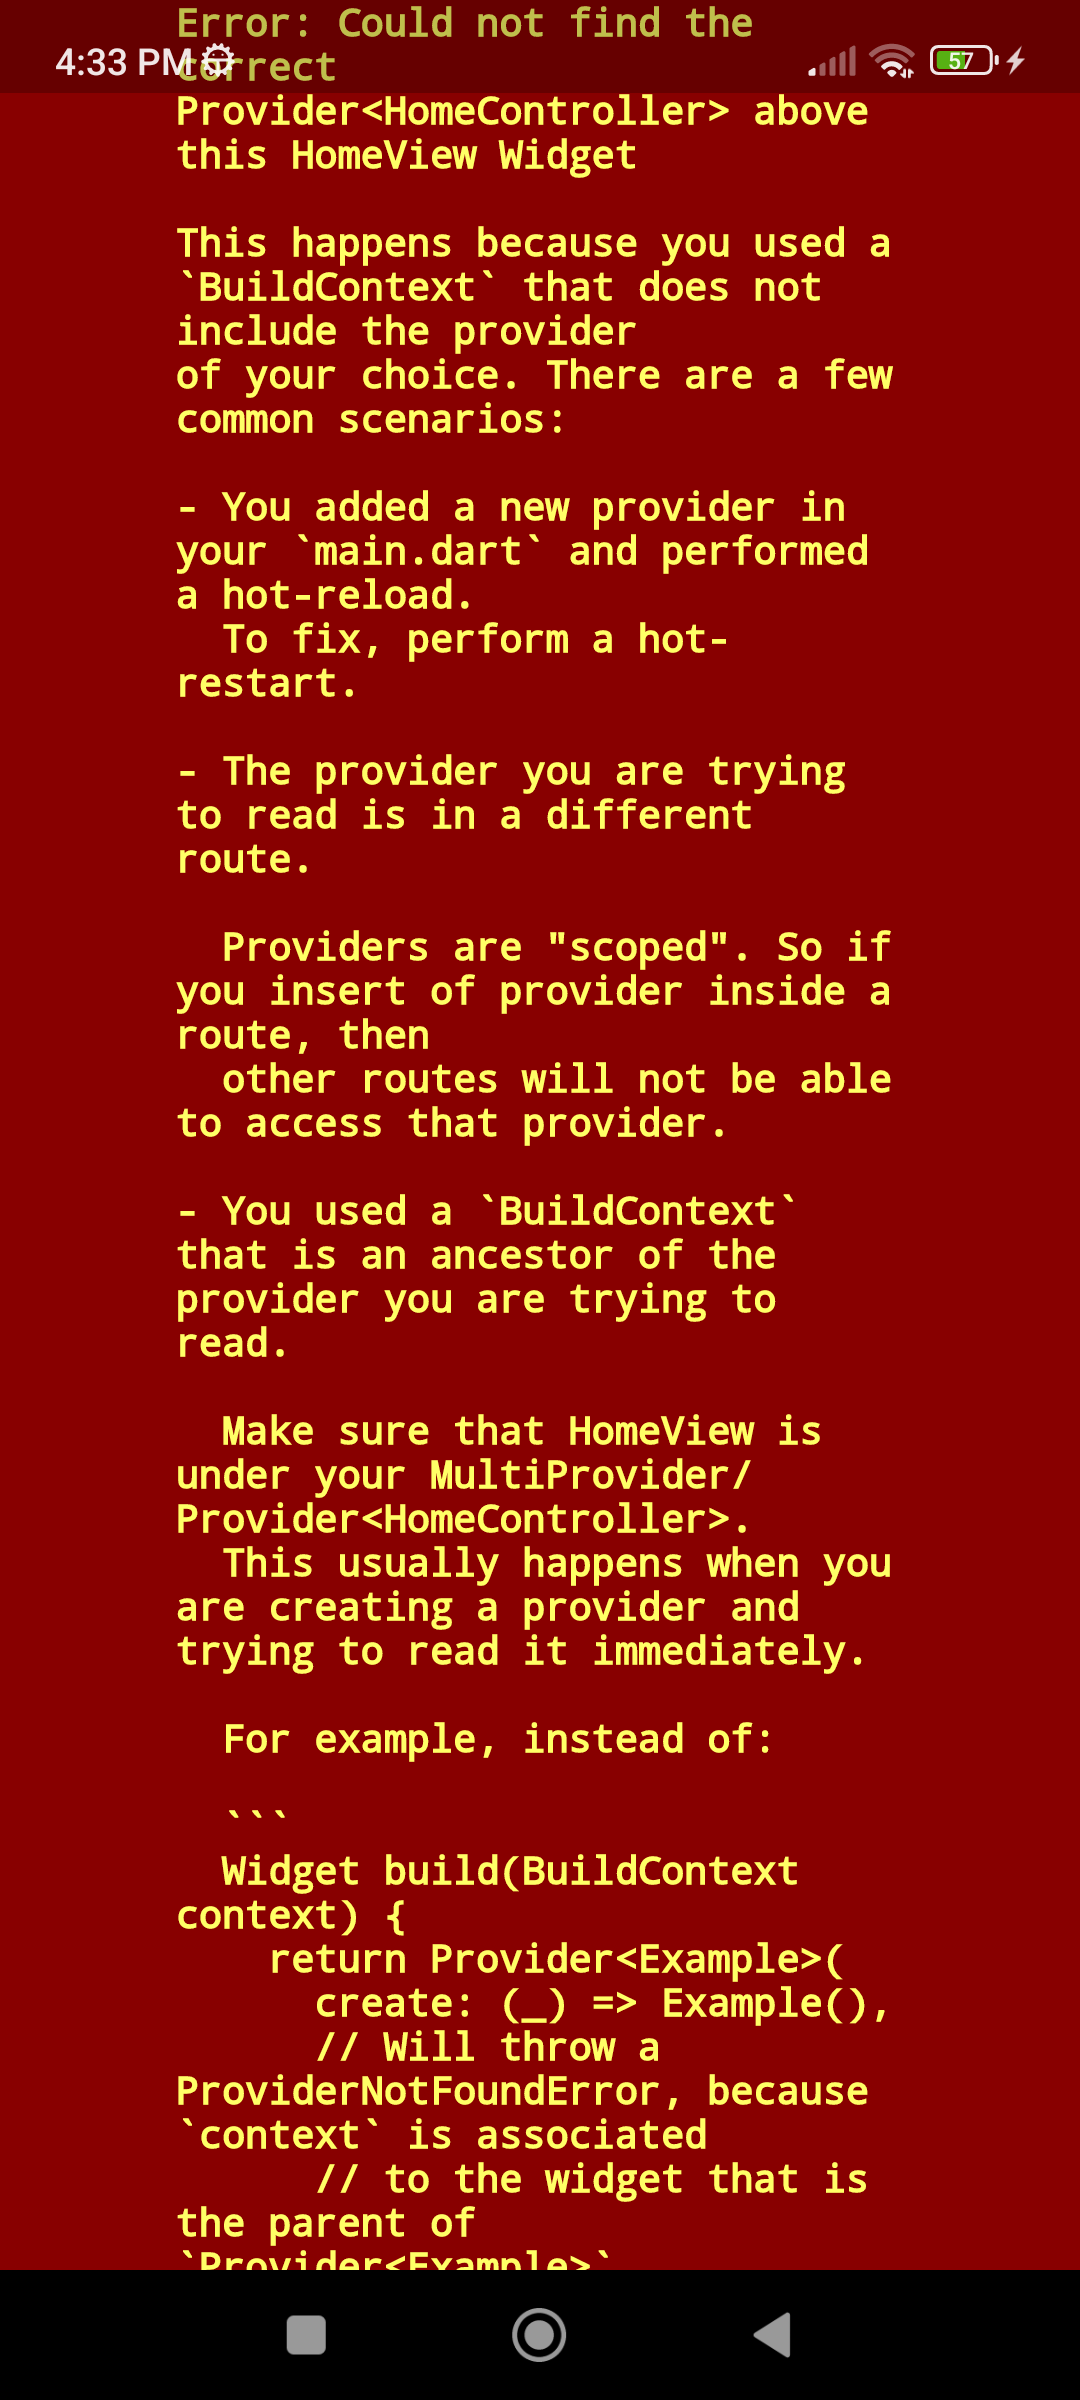 Error: Could not find the
correct
4:33 PM
57
Provider<HomeController> above
this HomeView Widget
This happens because you used a
`BuildContext` that does not
include the provider
of your choice. There are a few
common scenarios:
- You added a new provider in
your `main.dart` and performed
a hot-reload.
To fix, perform a hot-
restart.
- The provider you are trying
to read is in a different
route.
Providers are "scoped". So if
you insert of provider inside a
route, then
other routes will not be able
to access that provider.
- You used a `BuildContext`
that is an ancestor of the
provider you are trying to
read.
Make sure that HomeView is
under your MultiProvider/
Provider<HomeController>.
This usually happens when you
are creating a provider and
trying to read it immediately.
For example, instead of:
```
Widget build(BuildContext
context) {
return Provider<Example>(
create: (_) => Example(),
// Will throw a
ProviderNotFoundError, because
`context` is associated
// to the widget that is
the parent of
`Provider<Example>`